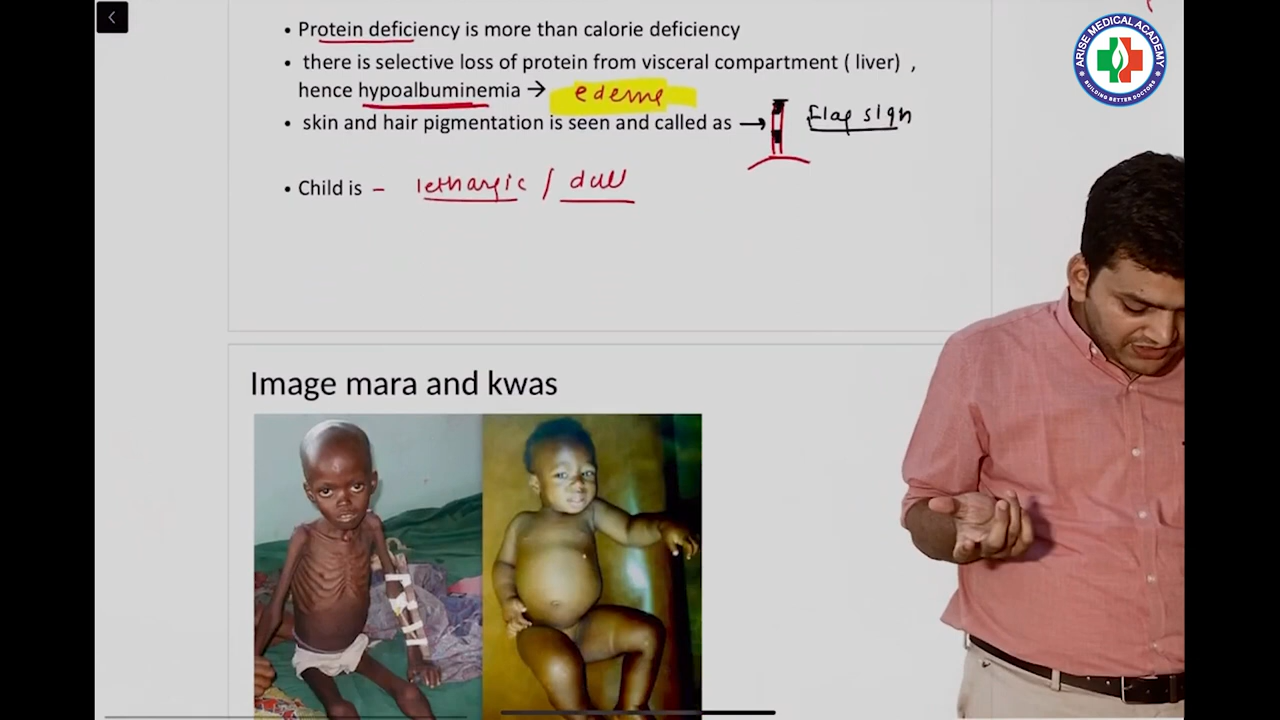 • Protein deficiency is more than calorie deficiency
• there is selective loss of protein from visceral compartment ( liver) ,
hence hypoalbuminemia → edema
• skin and hair pigmentation is seen and called as → Flag sign
• Child is - lethargic / dull
Image mara and kwas
ARISE MEDICAL ACADEMY
BUILDING BETTER DOCTORS